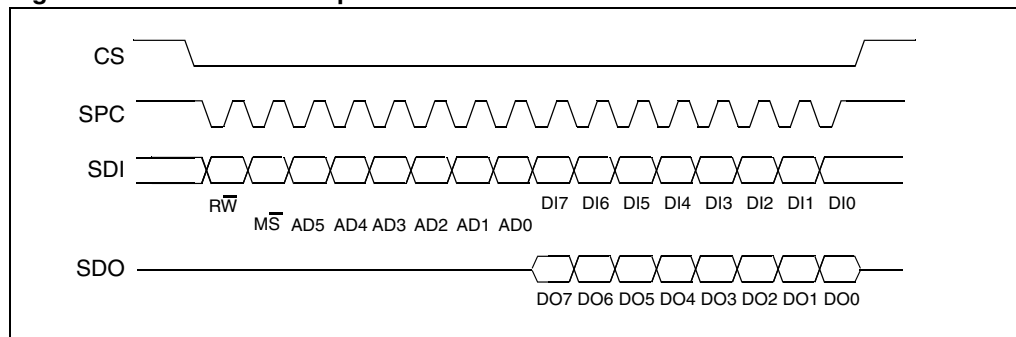 CS
SPC
SDI
RW̅ DI7 DI6 DI5 DI4 DI3 DI2 DI1 DI0
MS̅ AD5 AD4 AD3 AD2 AD1 AD0
SDO
DO7 DO6 DO5 DO4 DO3 DO2 DO1 DO0